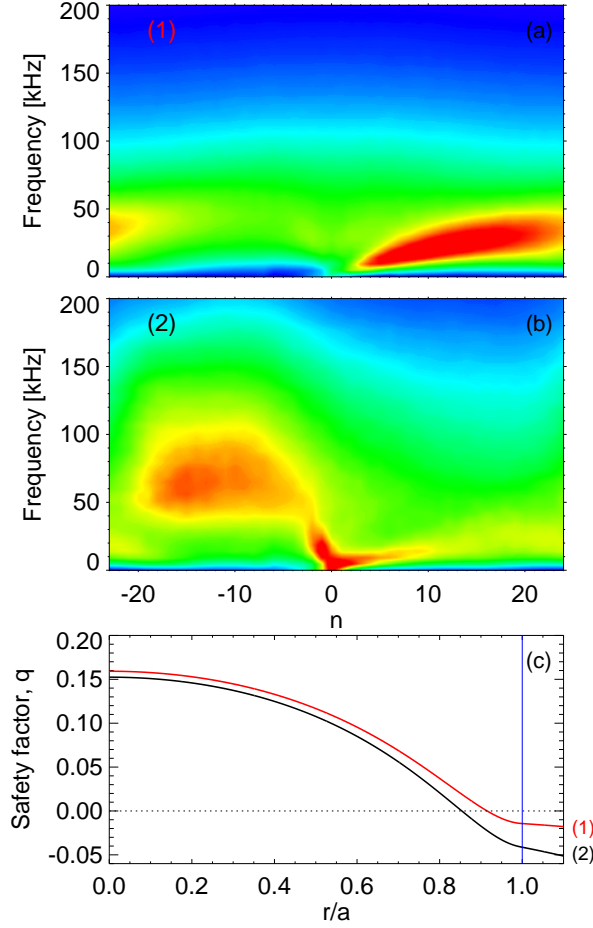 200
(1)
(a)
150
100
50
0
Frequency [kHz]
200
(2)
(b)
150
100
50
0
Frequency [kHz]
-20 -10 0 10 20
n
0.20
(c)
0.15
0.10
0.05
0.00
-0.05
Safety factor, q
(1)
(2)
0.0 0.2 0.4 0.6 0.8 1.0
r/a